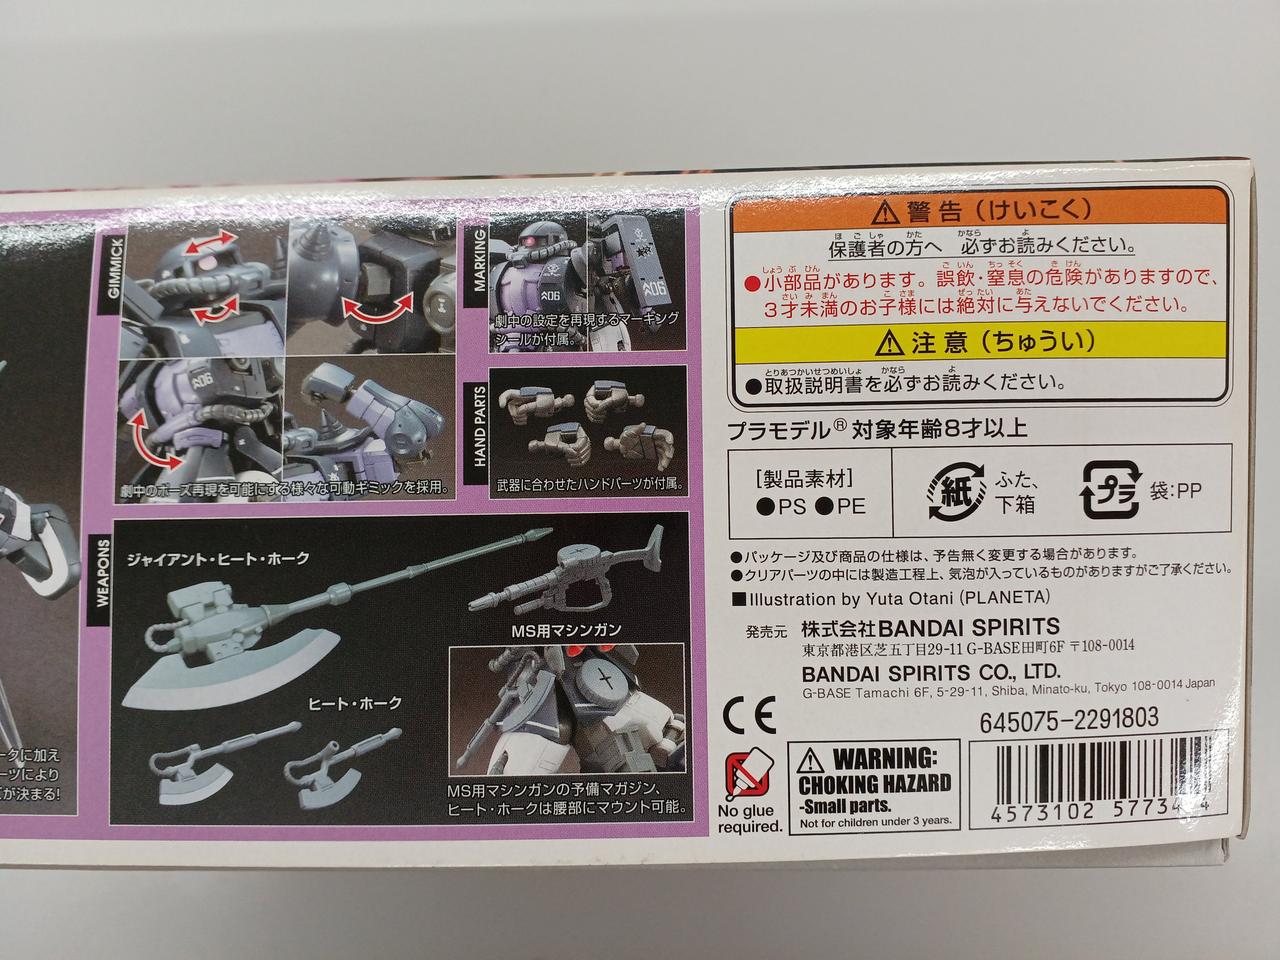 ークに加え
ーツにより
が決まる!
GIMMICK
A06
劇中のポーズ再現を可能にする様々な可動ギミックを採用。
MARKING
A06
A06
劇中の設定を再現するマーキング
シールが付属。
HAND PARTS
武器に合わせたハンドパーツが付属。
WEAPONS
ジャイアント・ヒート・ホーク
MS用マシンガン
ヒート・ホーク
MS用マシンガンの予備マガジン、
ヒート・ホークは腰部にマウント可能。
警告(けいこく)
保護者の方へ 必ずお読みください。
●小部品があります。誤飲・窒息の危険がありますので、
3才未満のお子様には絶対に与えないでください。
注意(ちゅうい)
●取扱説明書を必ずお読みください。
プラモデル® 対象年齢8才以上
[製品素材]
●PS ●PE
紙
ふた、
下箱
プラ
袋:PP
●パッケージ及び商品の仕様は、予告無く変更する場合があります。
●クリアパーツの中には製造工程上、気泡が入っているものがありますがご了承ください。
■Illustration by Yuta Otani (PLANETA)
発売元 株式会社BANDAI SPIRITS
東京都港区芝五丁目29-11 G-BASE田町6F 〒108-0014
BANDAI SPIRITS CO., LTD.
G-BASE Tamachi 6F, 5-29-11, Shiba, Minato-ku, Tokyo 108-0014 Japan
CE
645075-2291803
No glue
required.
WARNING:
CHOKING HAZARD
-Small parts.
Not for children under 3 years.
4573102